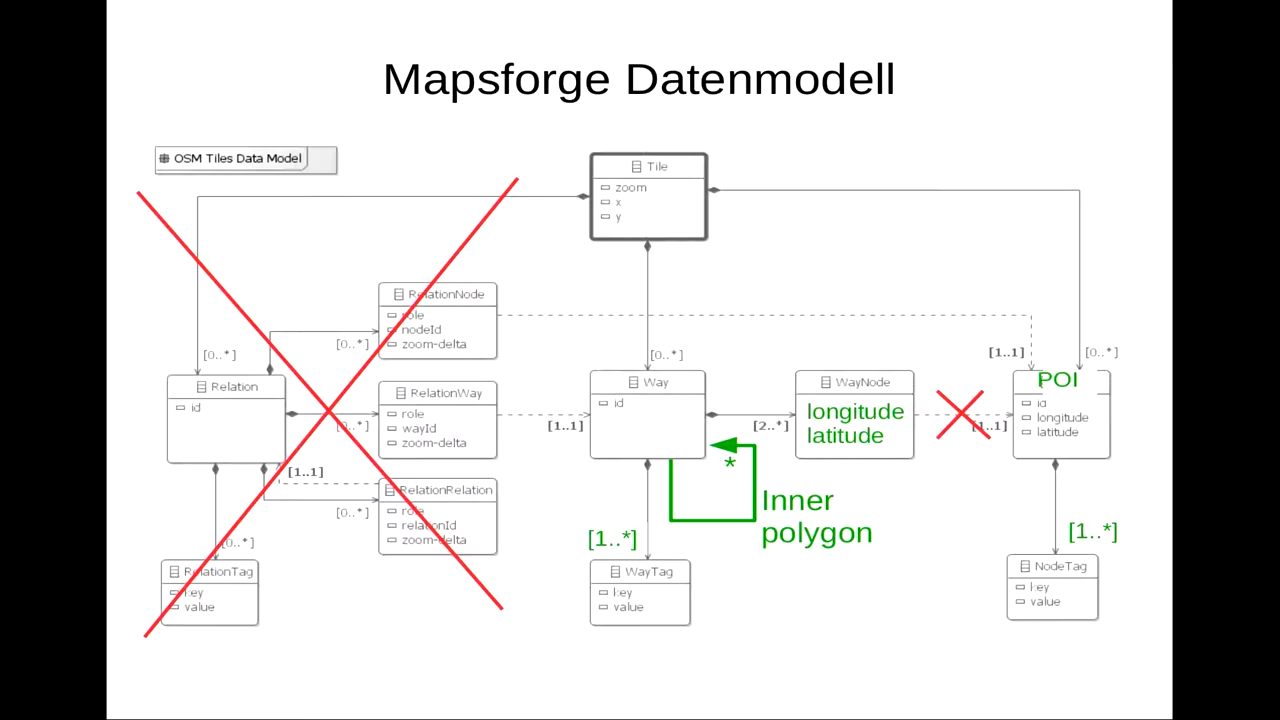 Mapsforge Datenmodell
OSM Tiles Data Model
Tile
zoom
x
y
RelationNode
role
nodeId
zoom-delta
[0..*]
[0..*]
[0..*]
[1..1]
[0..*]
Relation
id
RelationWay
role
wayId
zoom-delta
[0..*]
[1..1]
Way
id
WayNode
longitude
latitude
[2..*]
[1..1]
POI
id
longitude
latitude
*
Inner
polygon
[1..1]
RelationRelation
role
relationId
zoom-delta
[0..*]
[0..*]
[1..*]
[1..*]
RelationTag
key
value
WayTag
key
value
NodeTag
key
value